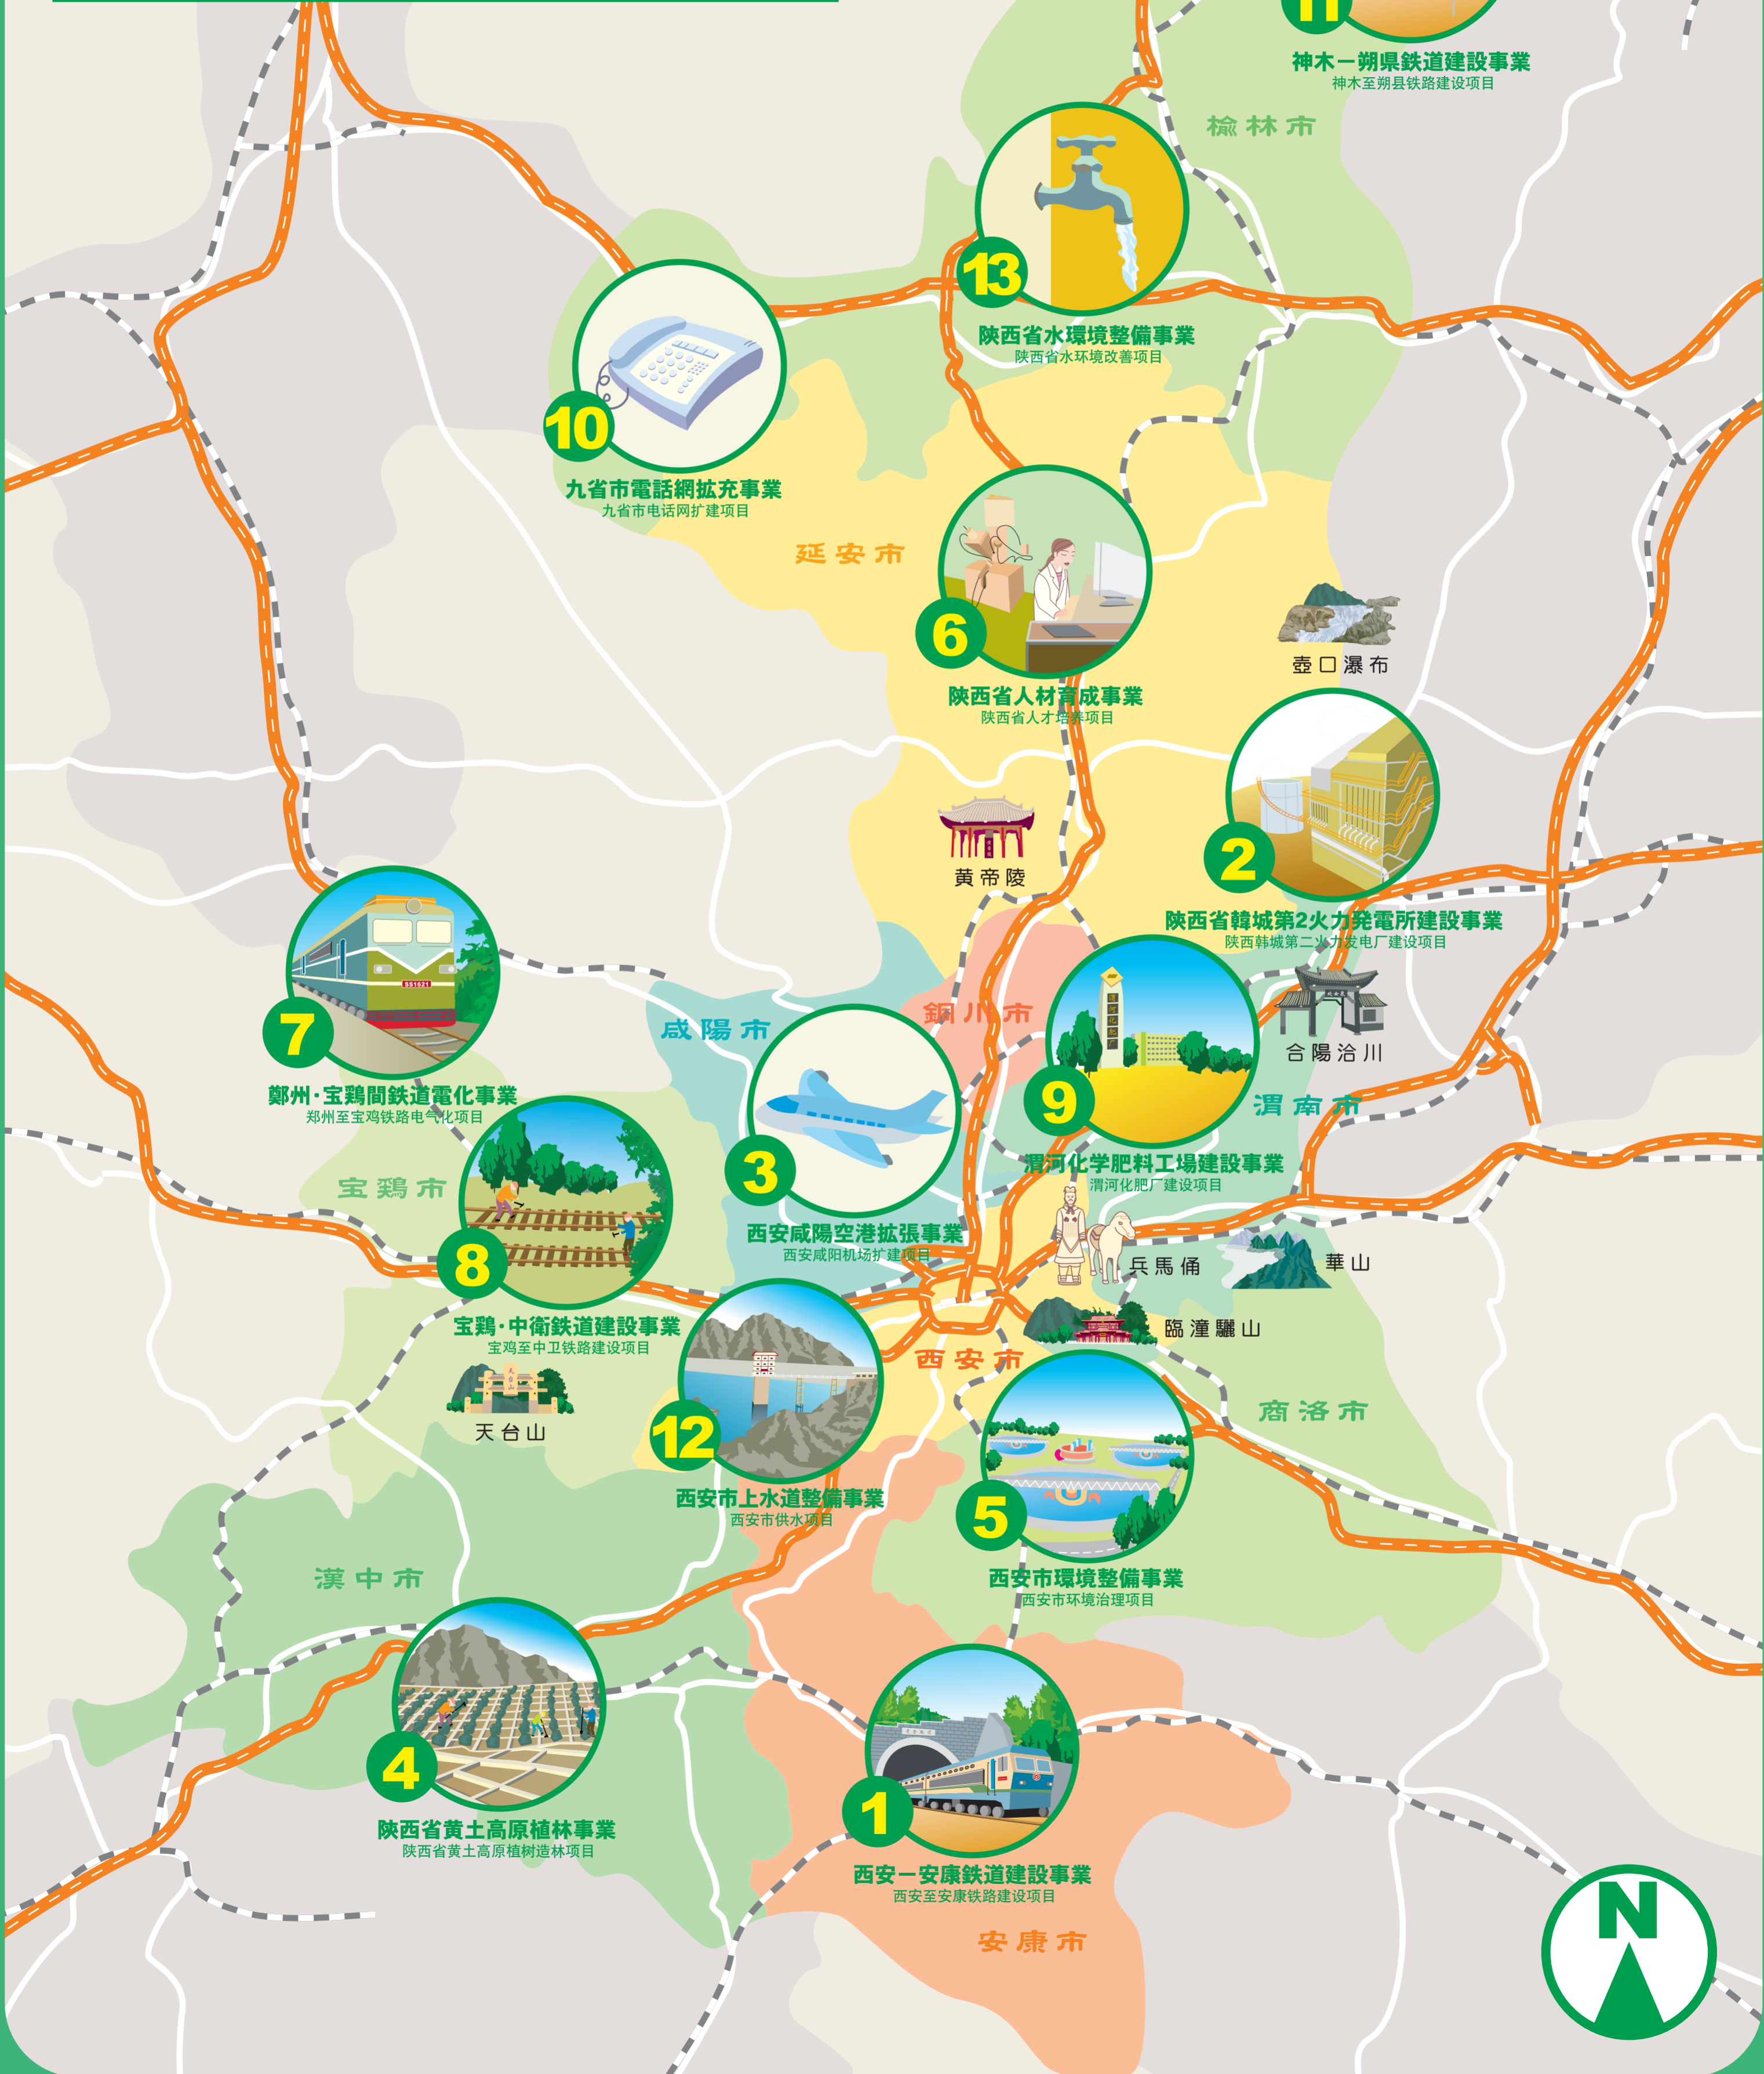 11
神木ー朔県鉄道建設事業
神木至朔县铁路建设项目
榆林市
13
陝西省水環境整備事業
陕西省水环境改善项目
10
九省市電話網拡充事業
九省市电话网扩建项目
延安市
6
陝西省人材育成事業
陕西省人才培养项目
壺口瀑布
2
陝西省韓城第2火力発電所建設事業
陕西韩城第二火力发电厂建设项目
黄帝陵
SS1621
7
鄭州·宝鶏間鉄道電化事業
郑州至宝鸡铁路电气化项目
咸陽市
銅川市
渭河化肥厂
9
渭河化学肥料工場建設事業
渭河化肥厂建设项目
合陽洽川
渭南市
3
西安咸陽空港拡張事業
西安咸阳机场扩建项目
宝鶏市
8
宝鶏·中衛鉄道建設事業
宝鸡至中卫铁路建设项目
兵馬俑
華山
臨潼驪山
天台山
天台山
12
西安市上水道整備事業
西安市供水项目
西安市
商洛市
5
西安市環境整備事業
西安市环境治理项目
漢中市
4
陝西省黄土高原植林事業
陕西省黄土高原植树造林项目
1
西安ー安康鉄道建設事業
西安至安康铁路建设项目
安康市
N